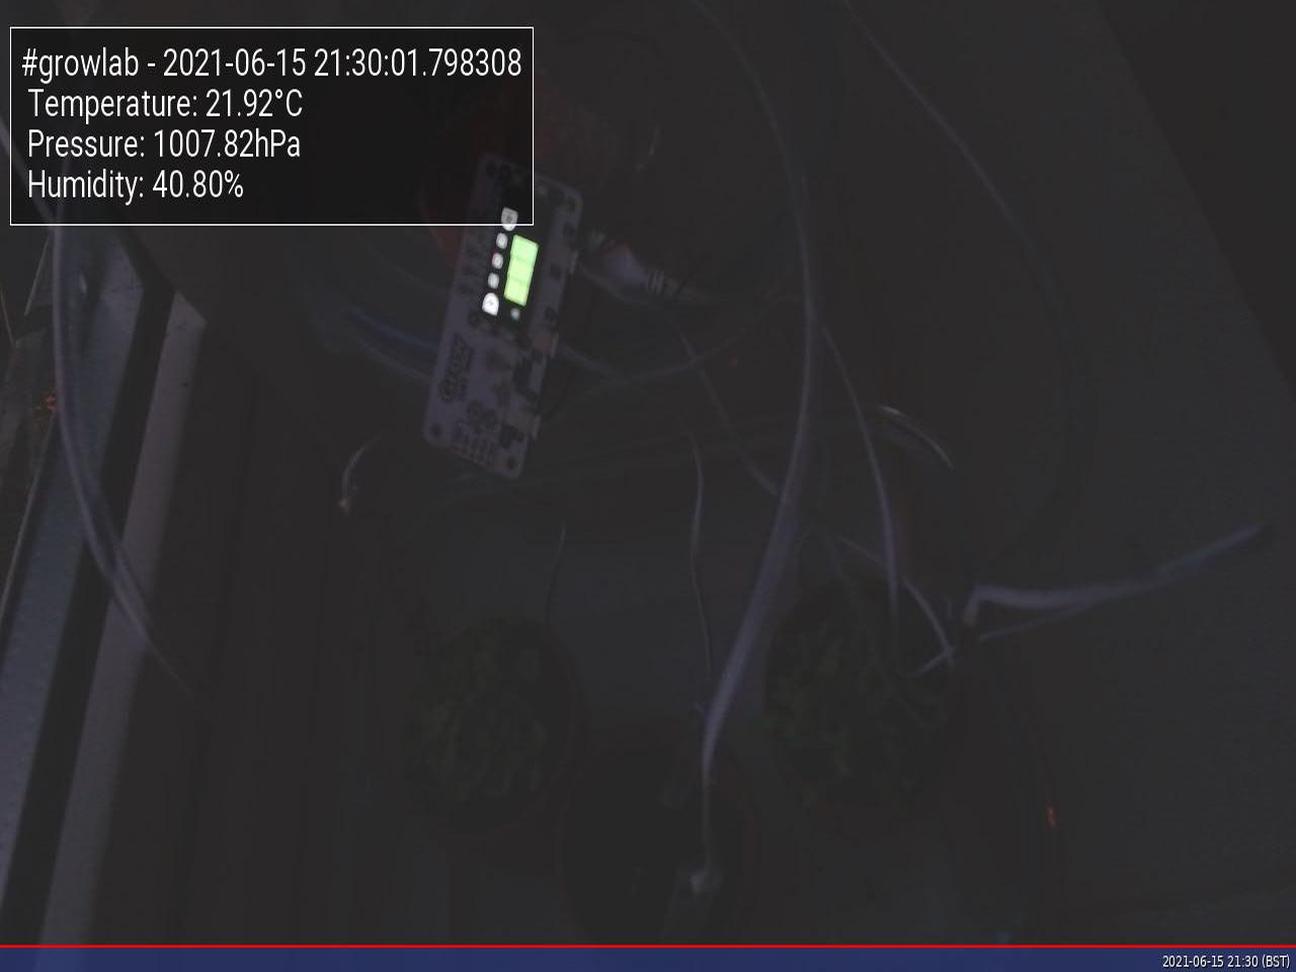 #growlab - 2021-06-15 21:30:01.798308
Temperature: 21.92°C
Pressure: 1007.82hPa
Humidity: 40.80%
2021-06-15 21:30 (BST)